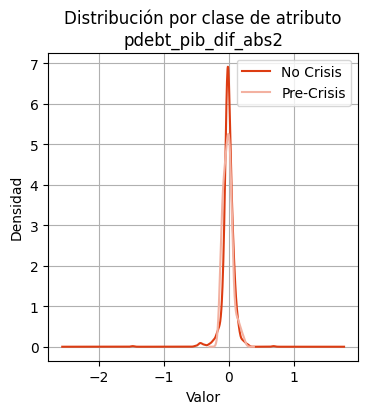 Distribución por clase de atributo
pdebt_pib_dif_abs2
No Crisis
Pre-Crisis
Densidad
7
6
5
4
3
2
1
0
−2
−1
0
1
Valor